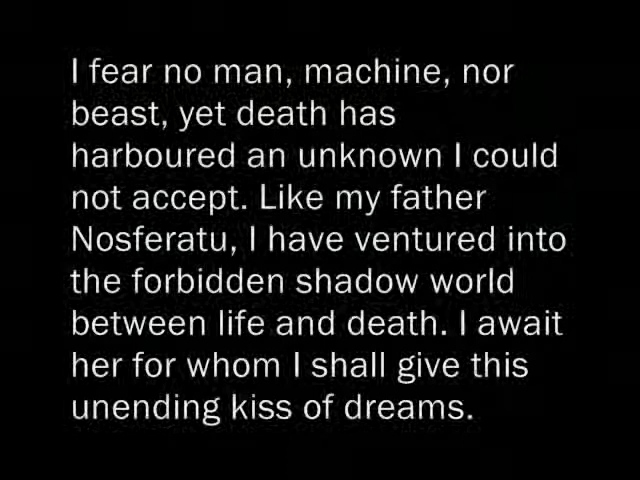 I fear no man, machine, nor
beast, yet death has
harboured an unknown I could
not accept. Like my father
Nosferatu, I have ventured into
the forbidden shadow world
between life and death. I await
her for whom I shall give this
unending kiss of dreams.